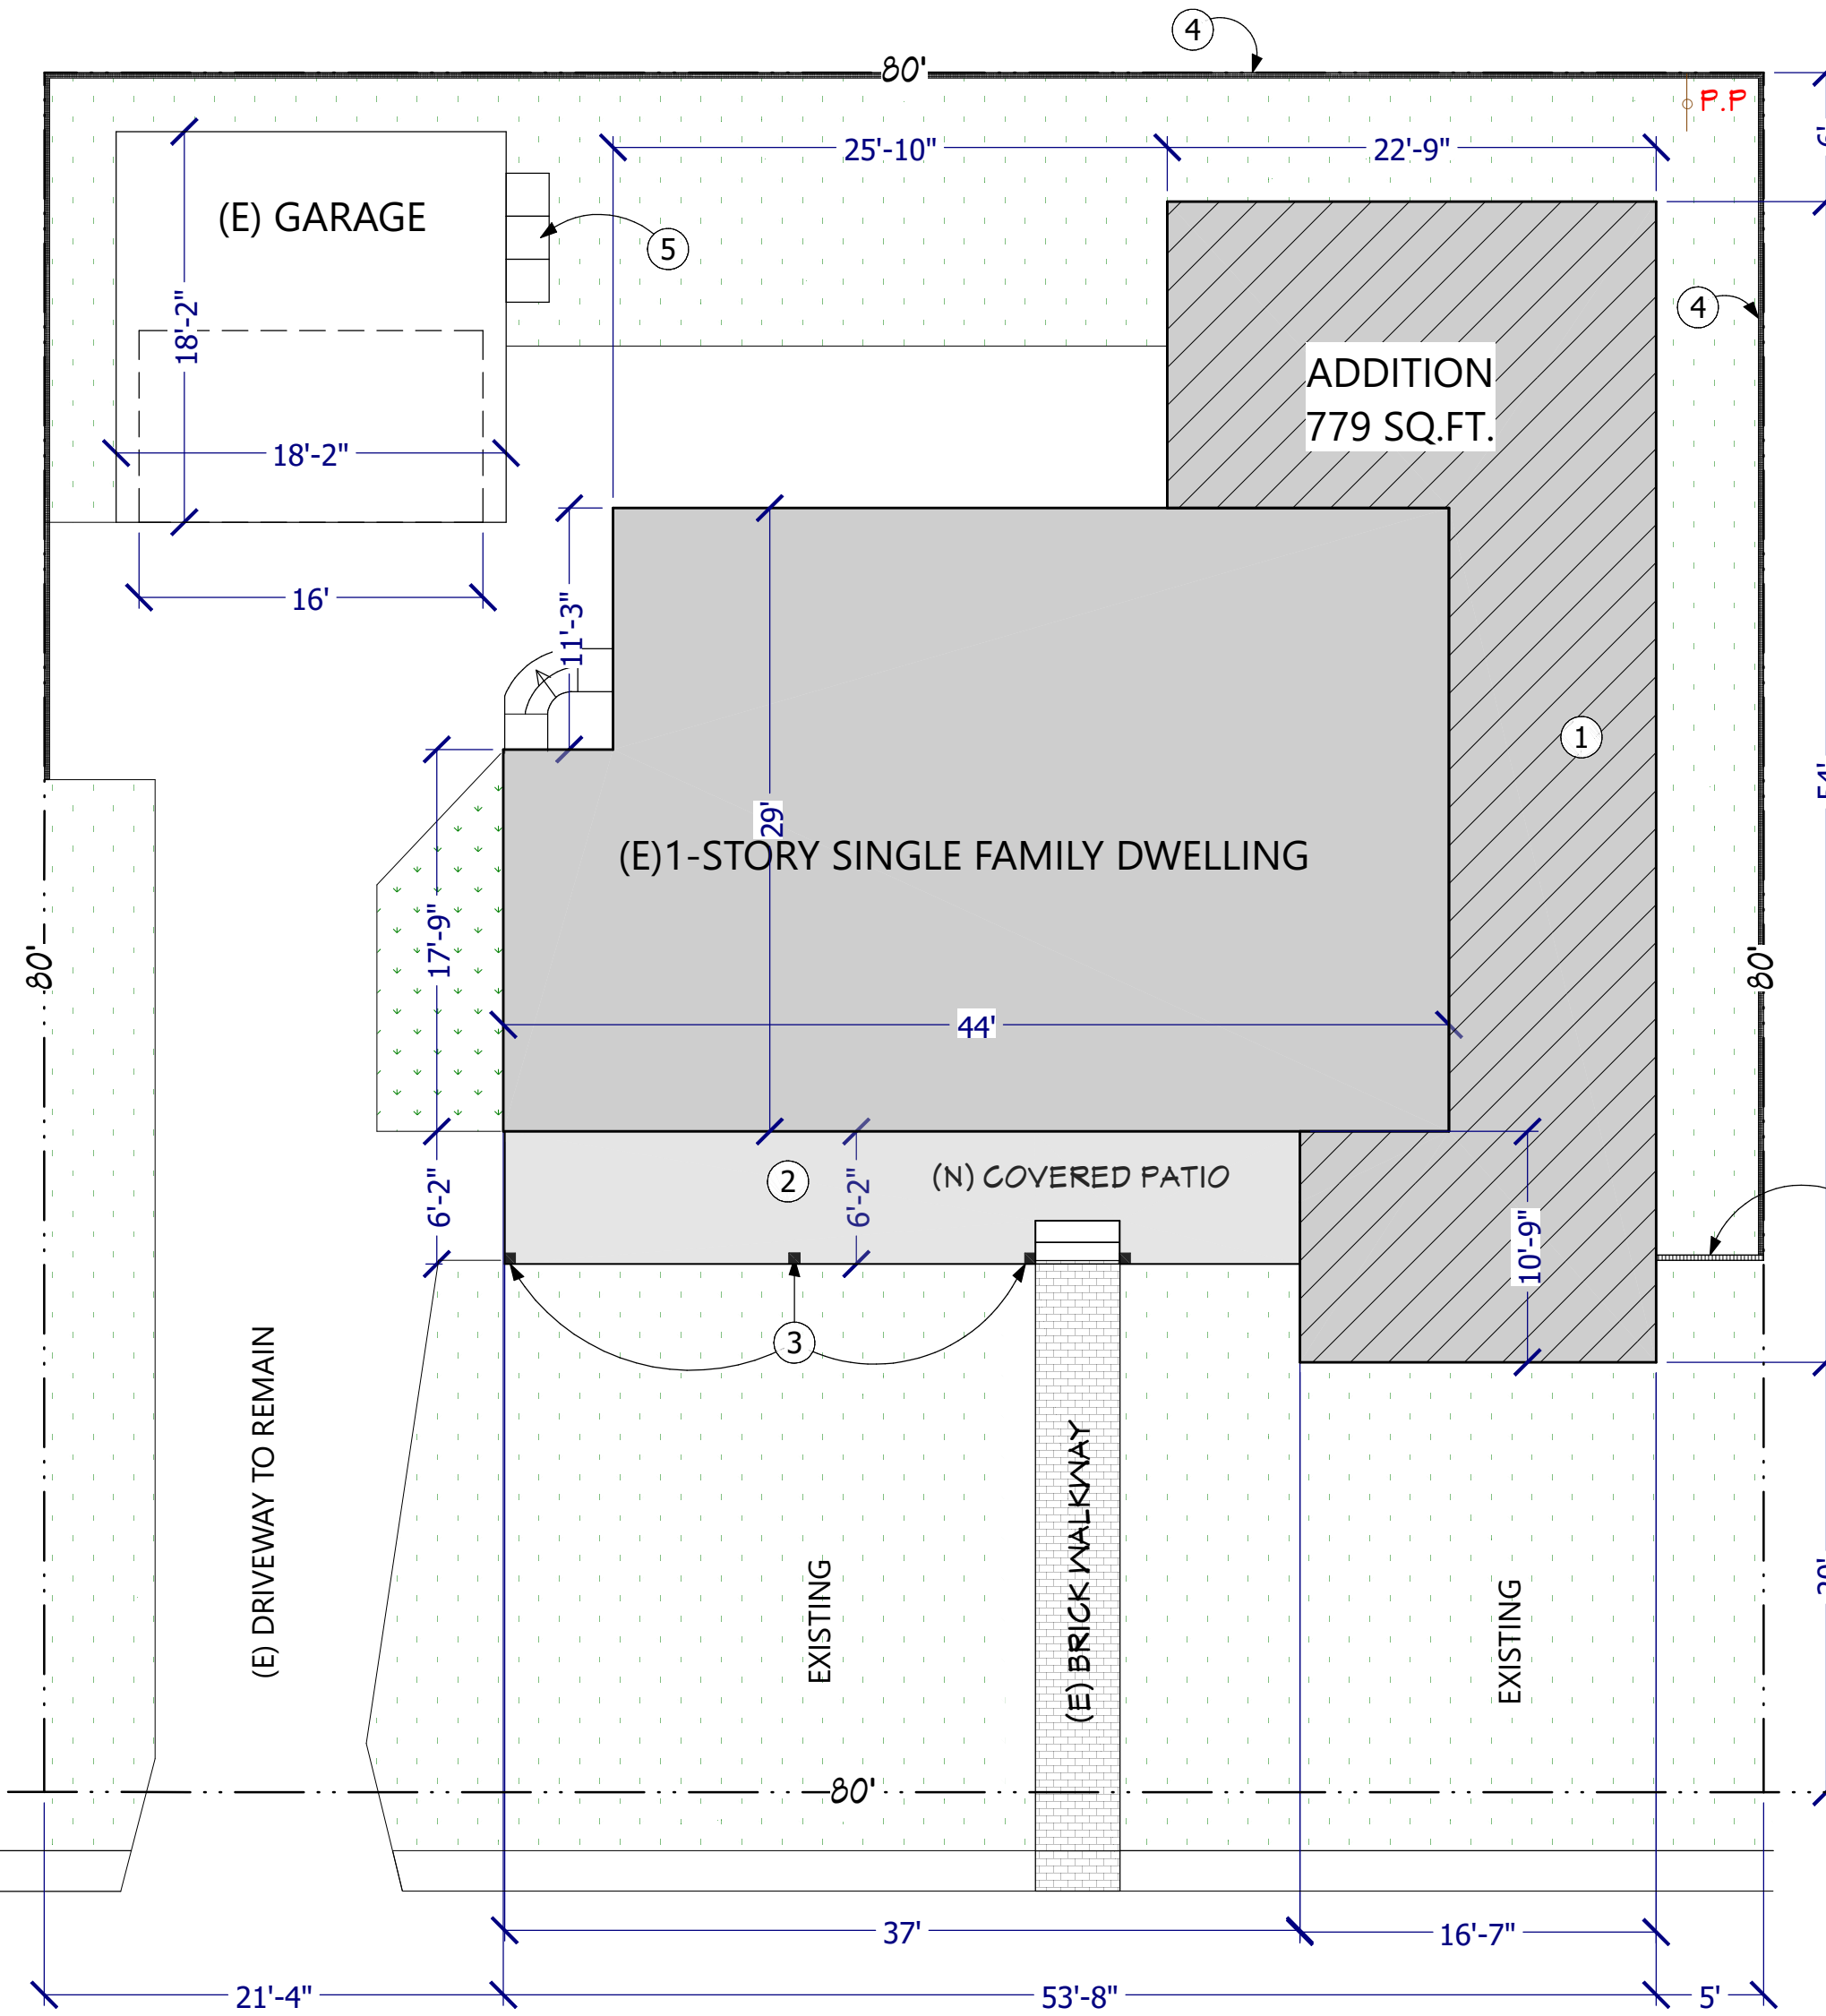 4
80'
P.P
25'-10"
22'-9"
6'
(E) GARAGE
5
4
18'-2"
ADDITION
779 SQ.FT.
18'-2"
16'
11'-3"
1
54'
29'
(E)1-STORY SINGLE FAMILY DWELLING
17'-9"
80'
80'
44'
2
(N) COVERED PATIO
6'-2"
6'-2"
10'-9"
3
(E) DRIVEWAY TO REMAIN
EXISTING
(E) BRICK WALKWAY
EXISTING
80'
37'
16'-7"
21'-4"
53'-8"
5'